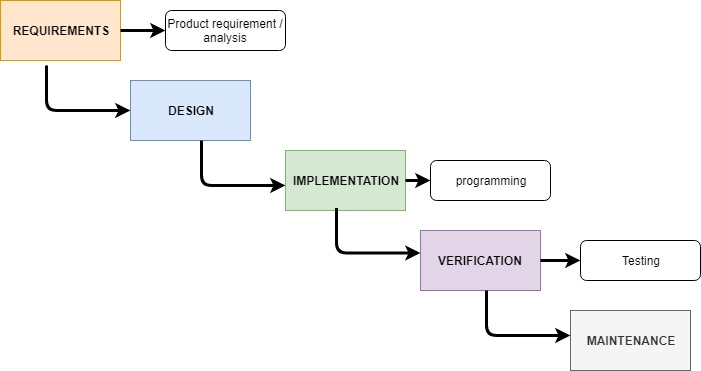 REQUIREMENTS
Product requirement /
analysis
DESIGN
IMPLEMENTATION
programming
VERIFICATION
Testing
MAINTENANCE